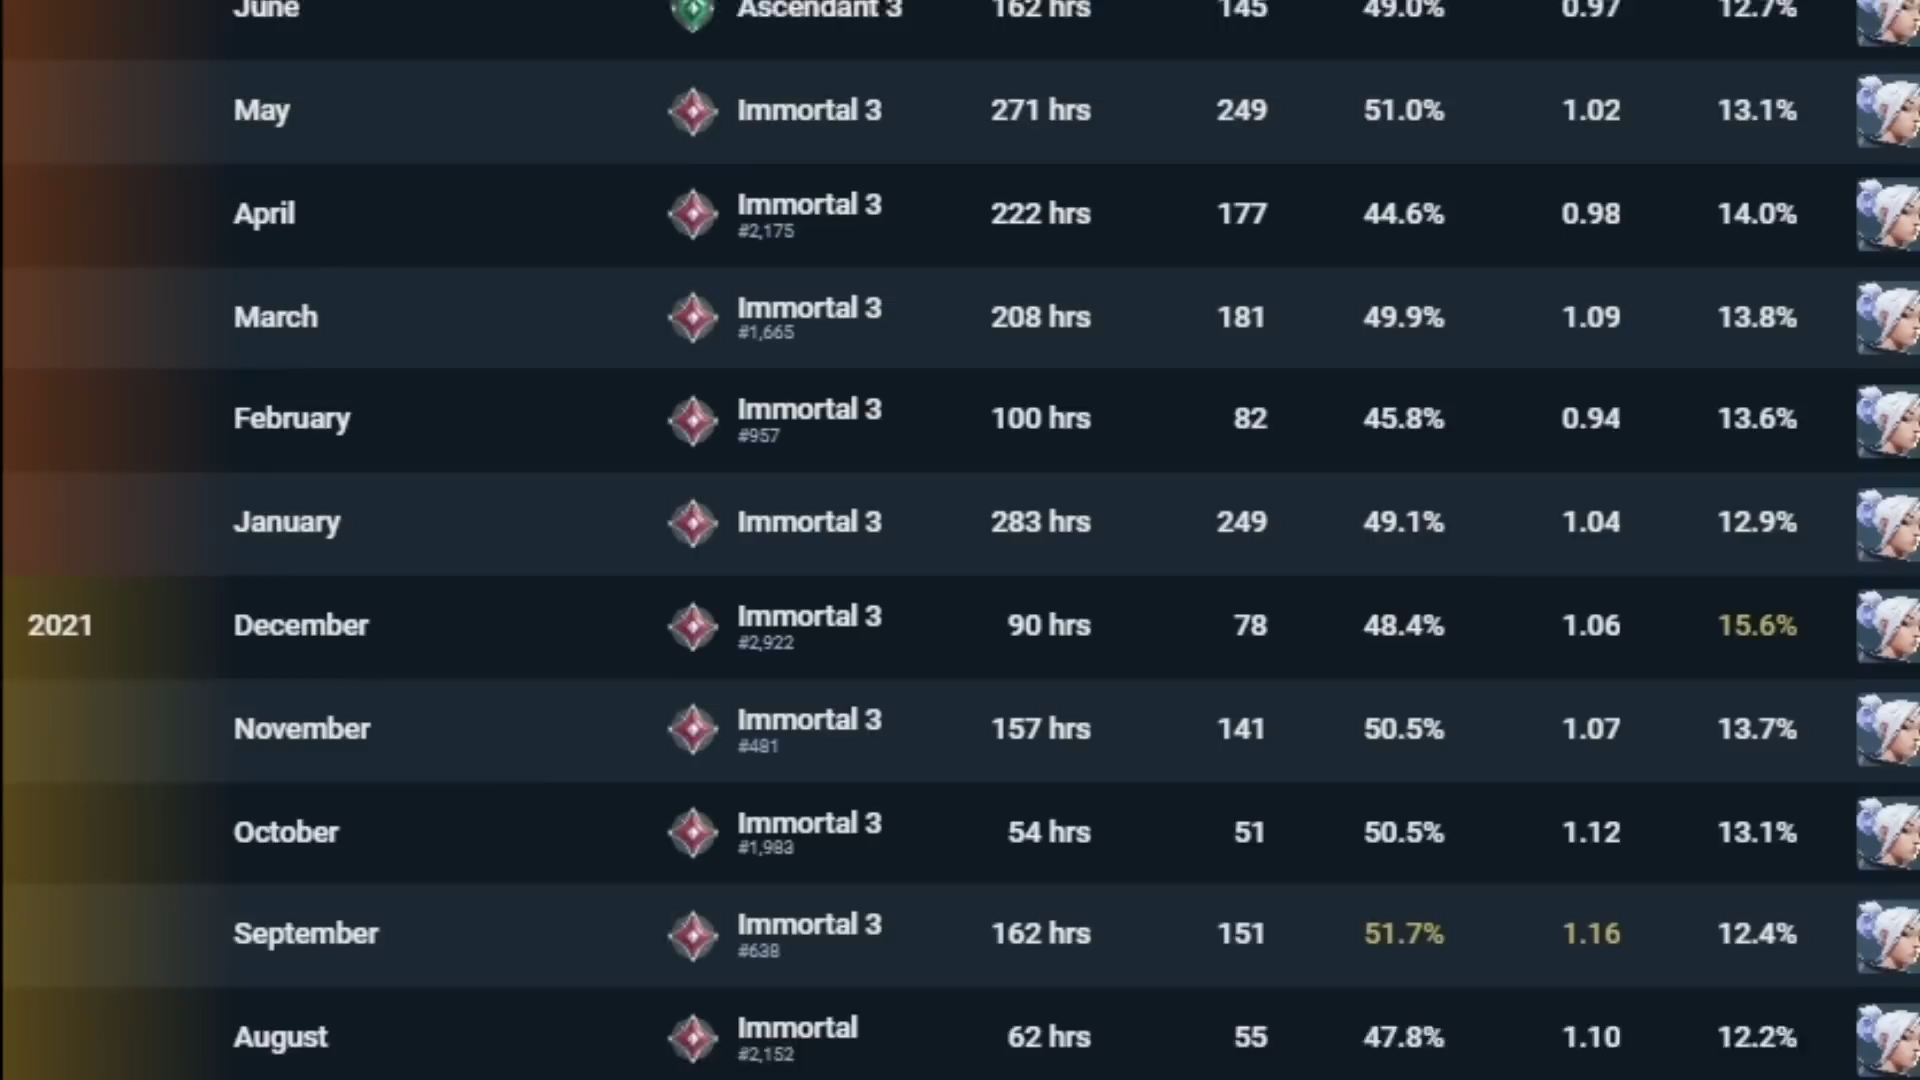 June Ascendant 3 162 hrs 145 49.0% 0.97 12.7%
May Immortal 3 271 hrs 249 51.0% 1.02 13.1%
April Immortal 3 222 hrs 177 44.6% 0.98 14.0%
#2,175
March Immortal 3 208 hrs 181 49.9% 1.09 13.8%
#1,665
February Immortal 3 100 hrs 82 45.8% 0.94 13.6%
#957
January Immortal 3 283 hrs 249 49.1% 1.04 12.9%
2021 December Immortal 3 90 hrs 78 48.4% 1.06 15.6%
#2,922
November Immortal 3 157 hrs 141 50.5% 1.07 13.7%
#481
October Immortal 3 54 hrs 51 50.5% 1.12 13.1%
#1,983
September Immortal 3 162 hrs 151 51.7% 1.16 12.4%
#638
August Immortal 62 hrs 55 47.8% 1.10 12.2%
#2,152